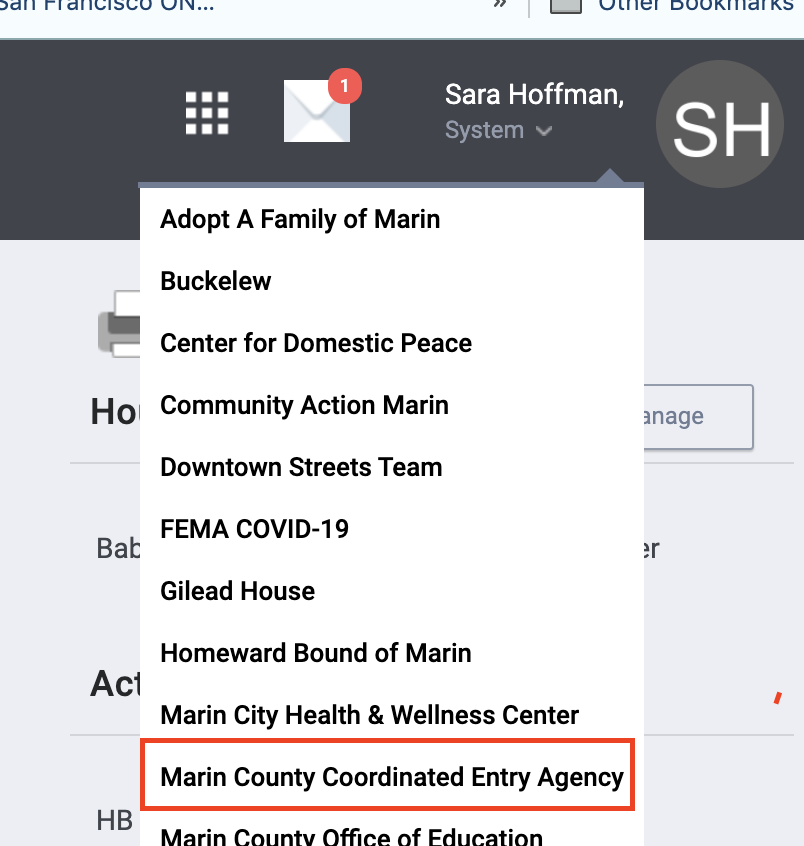 San Francisco ON...
»
Other Bookmarks
1
Sara Hoffman,
System
SH
Adopt A Family of Marin
Buckelew
Center for Domestic Peace
Hou
Community Action Marin
anage
Downtown Streets Team
FEMA COVID-19
Bab
er
Gilead House
Homeward Bound of Marin
Act
Marin City Health & Wellness Center
Marin County Coordinated Entry Agency
HB
Marin County Office of Education